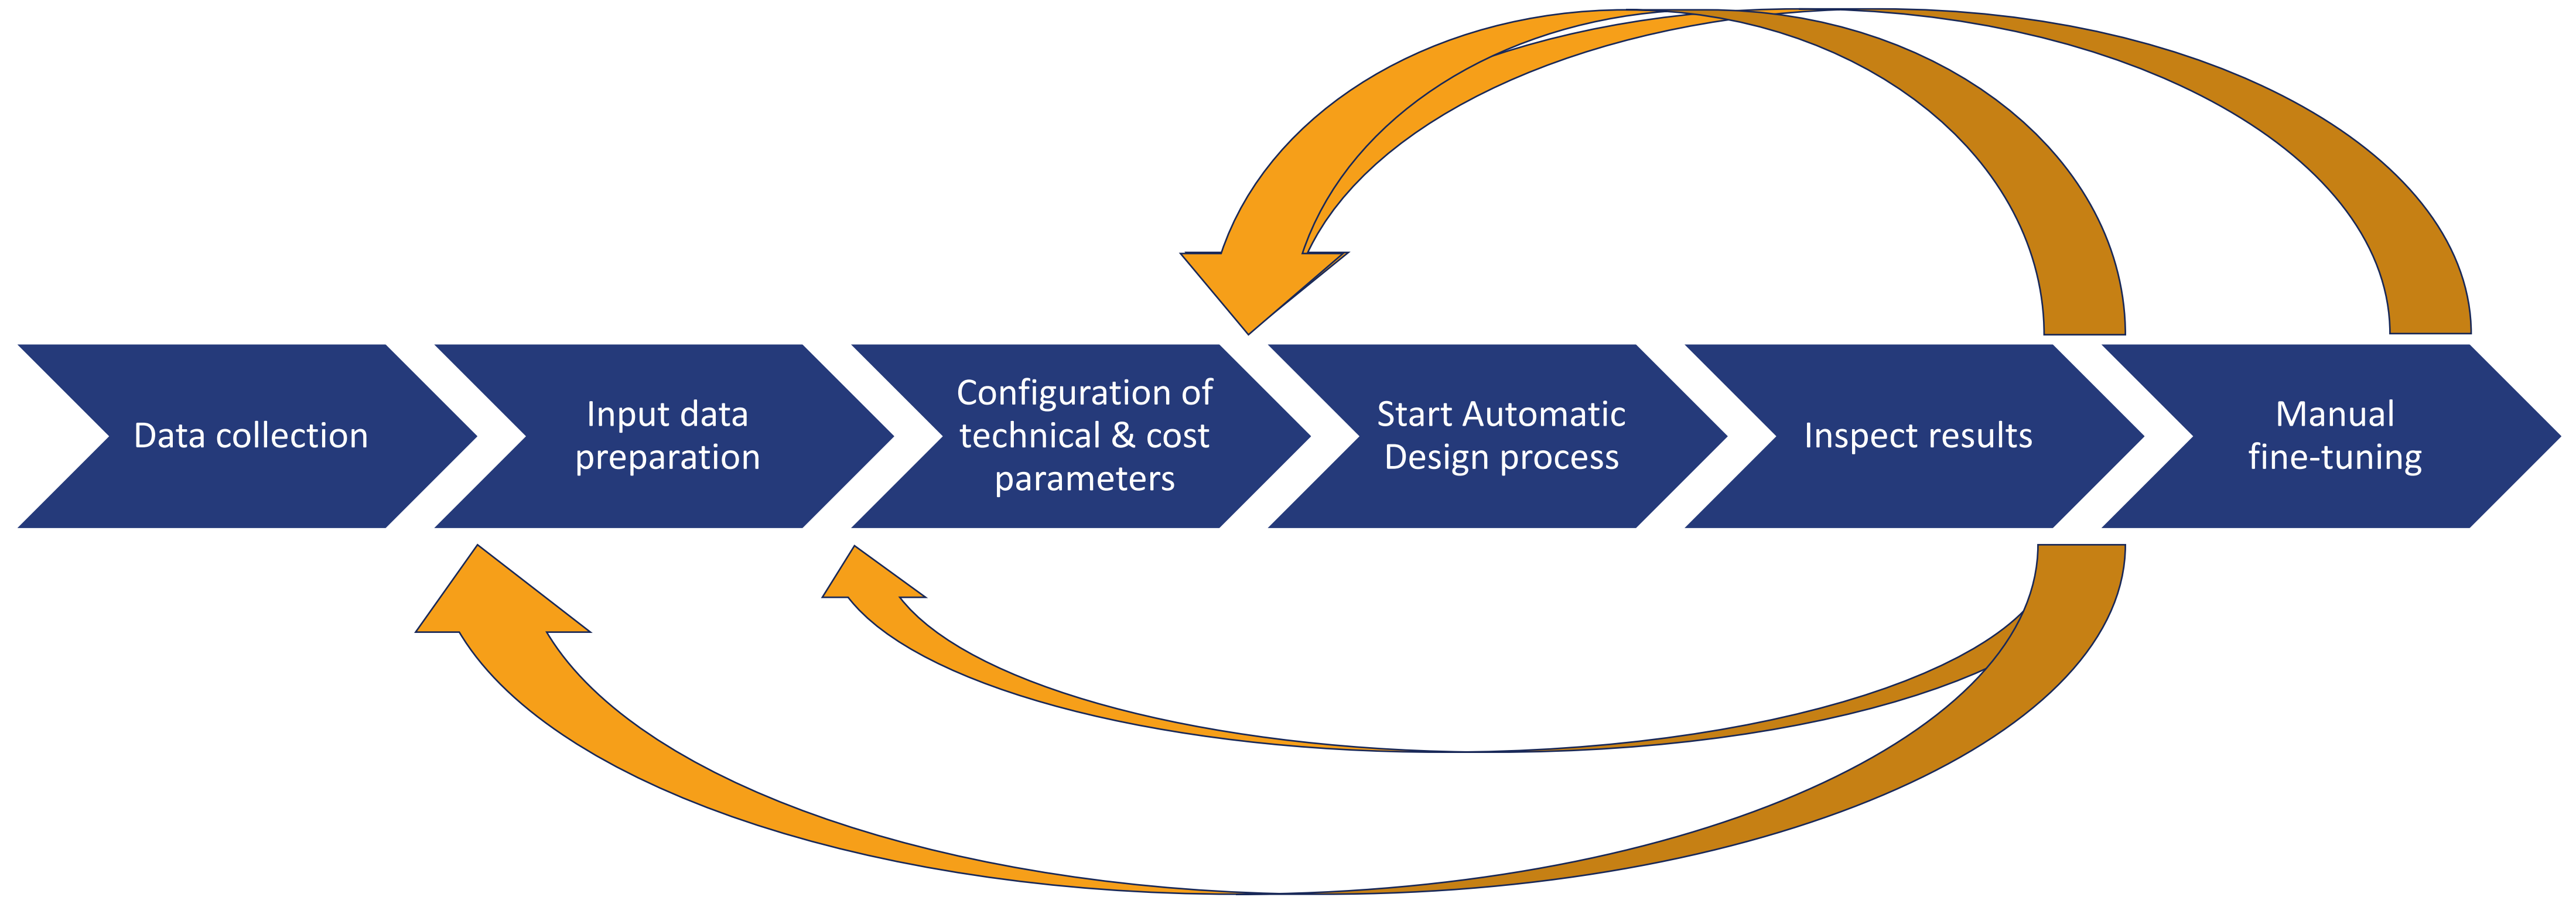 Data collection
Input data
preparation
Configuration of
technical & cost
parameters
Start Automatic
Design process
Inspect results
Manual
fine-tuning